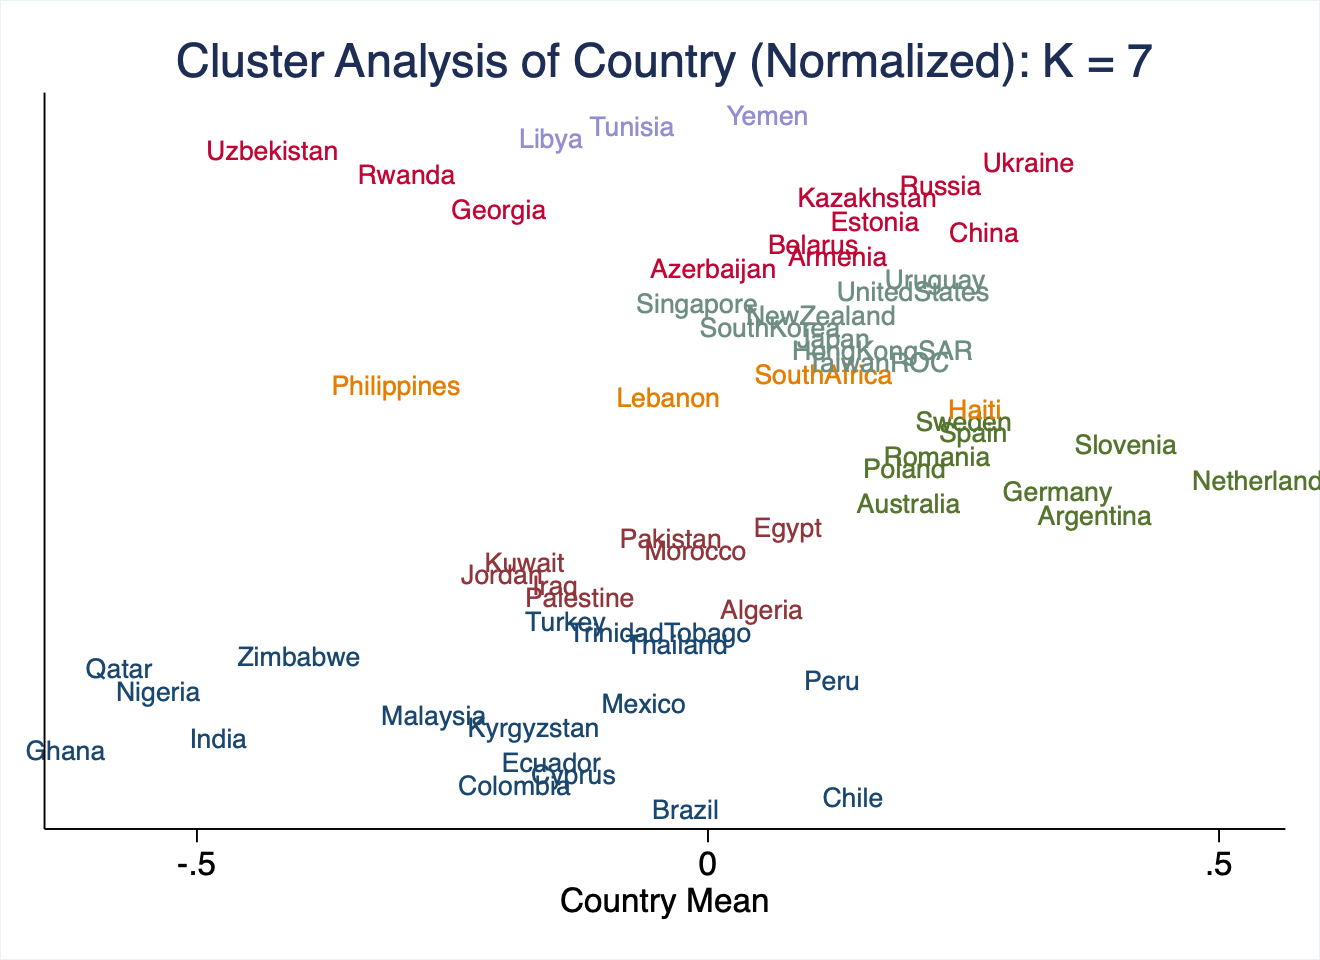 Cluster Analysis of Country (Normalized): K = 7
Yemen
Tunisia
Libya
Uzbekistan
Ukraine
Rwanda
Russia
Kazakhstan
Georgia
Estonia
China
Belarus
Armenia
Azerbaijan
Uruguay
UnitedStates
Singapore
NewZealand
SouthKorea
Japan
HongKongSAR
TaiwanROC
SouthAfrica
Philippines
Lebanon
Haiti
Sweden
Spain
Slovenia
Romania
Poland
Netherland
Germany
Australia
Argentina
Egypt
Pakistan
Morocco
Kuwait
Jordan
Iraq
Palestine
Algeria
Turkey
TrinidadTobago
Thailand
Zimbabwe
Qatar
Peru
Nigeria
Mexico
Malaysia
Kyrgyzstan
India
Ghana
Ecuador
Cyprus
Colombia
Chile
Brazil
-.5 0 .5
Country Mean